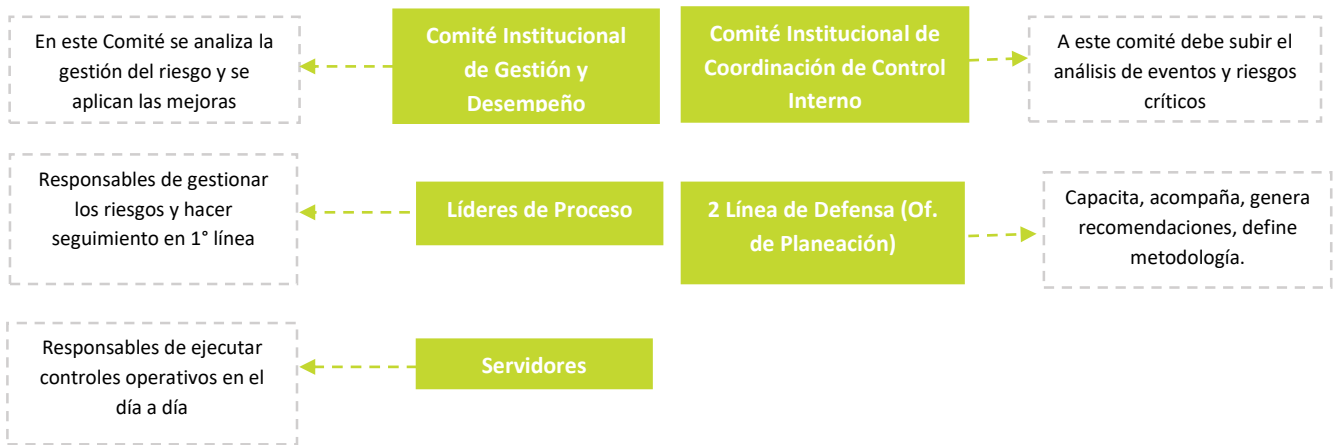 En este Comité se analiza la
gestión del riesgo y se
aplican las mejoras
Comité Institucional
de Gestión y
Desempeño
Comité Institucional de
Coordinación de Control
Interno
A este comité debe subir el
análisis de eventos y riesgos
críticos
Responsables de gestionar
los riesgos y hacer
seguimiento en 1° línea
Líderes de Proceso
2 Línea de Defensa (Of.
de Planeación)
Capacita, acompaña, genera
recomendaciones, define
metodología.
Responsables de ejecutar
controles operativos en el
día a día
Servidores